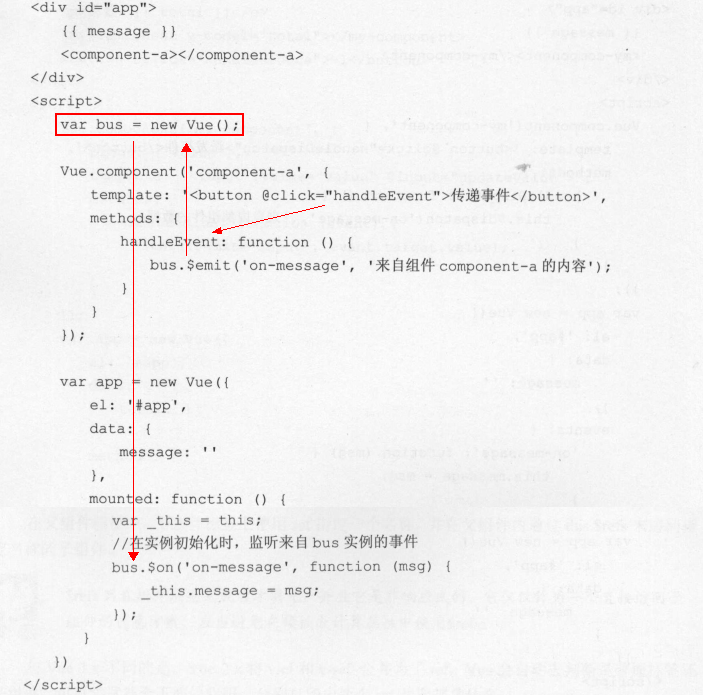 <div id="app">
{{ message }}
<component-a></component-a>
</div>
<script>
var bus = new Vue();
Vue.component('component-a', {
template: '<button @click="handleEvent">传递事件</button>',
methods: {
handleEvent: function () {
bus.$emit('on-message', '来自组件 component-a 的内容');
}
}
});
var app = new Vue({
el: '#app',
data: {
message: ''
},
mounted: function () {
var _this = this;
//在实例初始化时，监听来自 bus 实例的事件
bus.$on('on-message', function (msg) {
_this.message = msg;
});
}
})
</script>